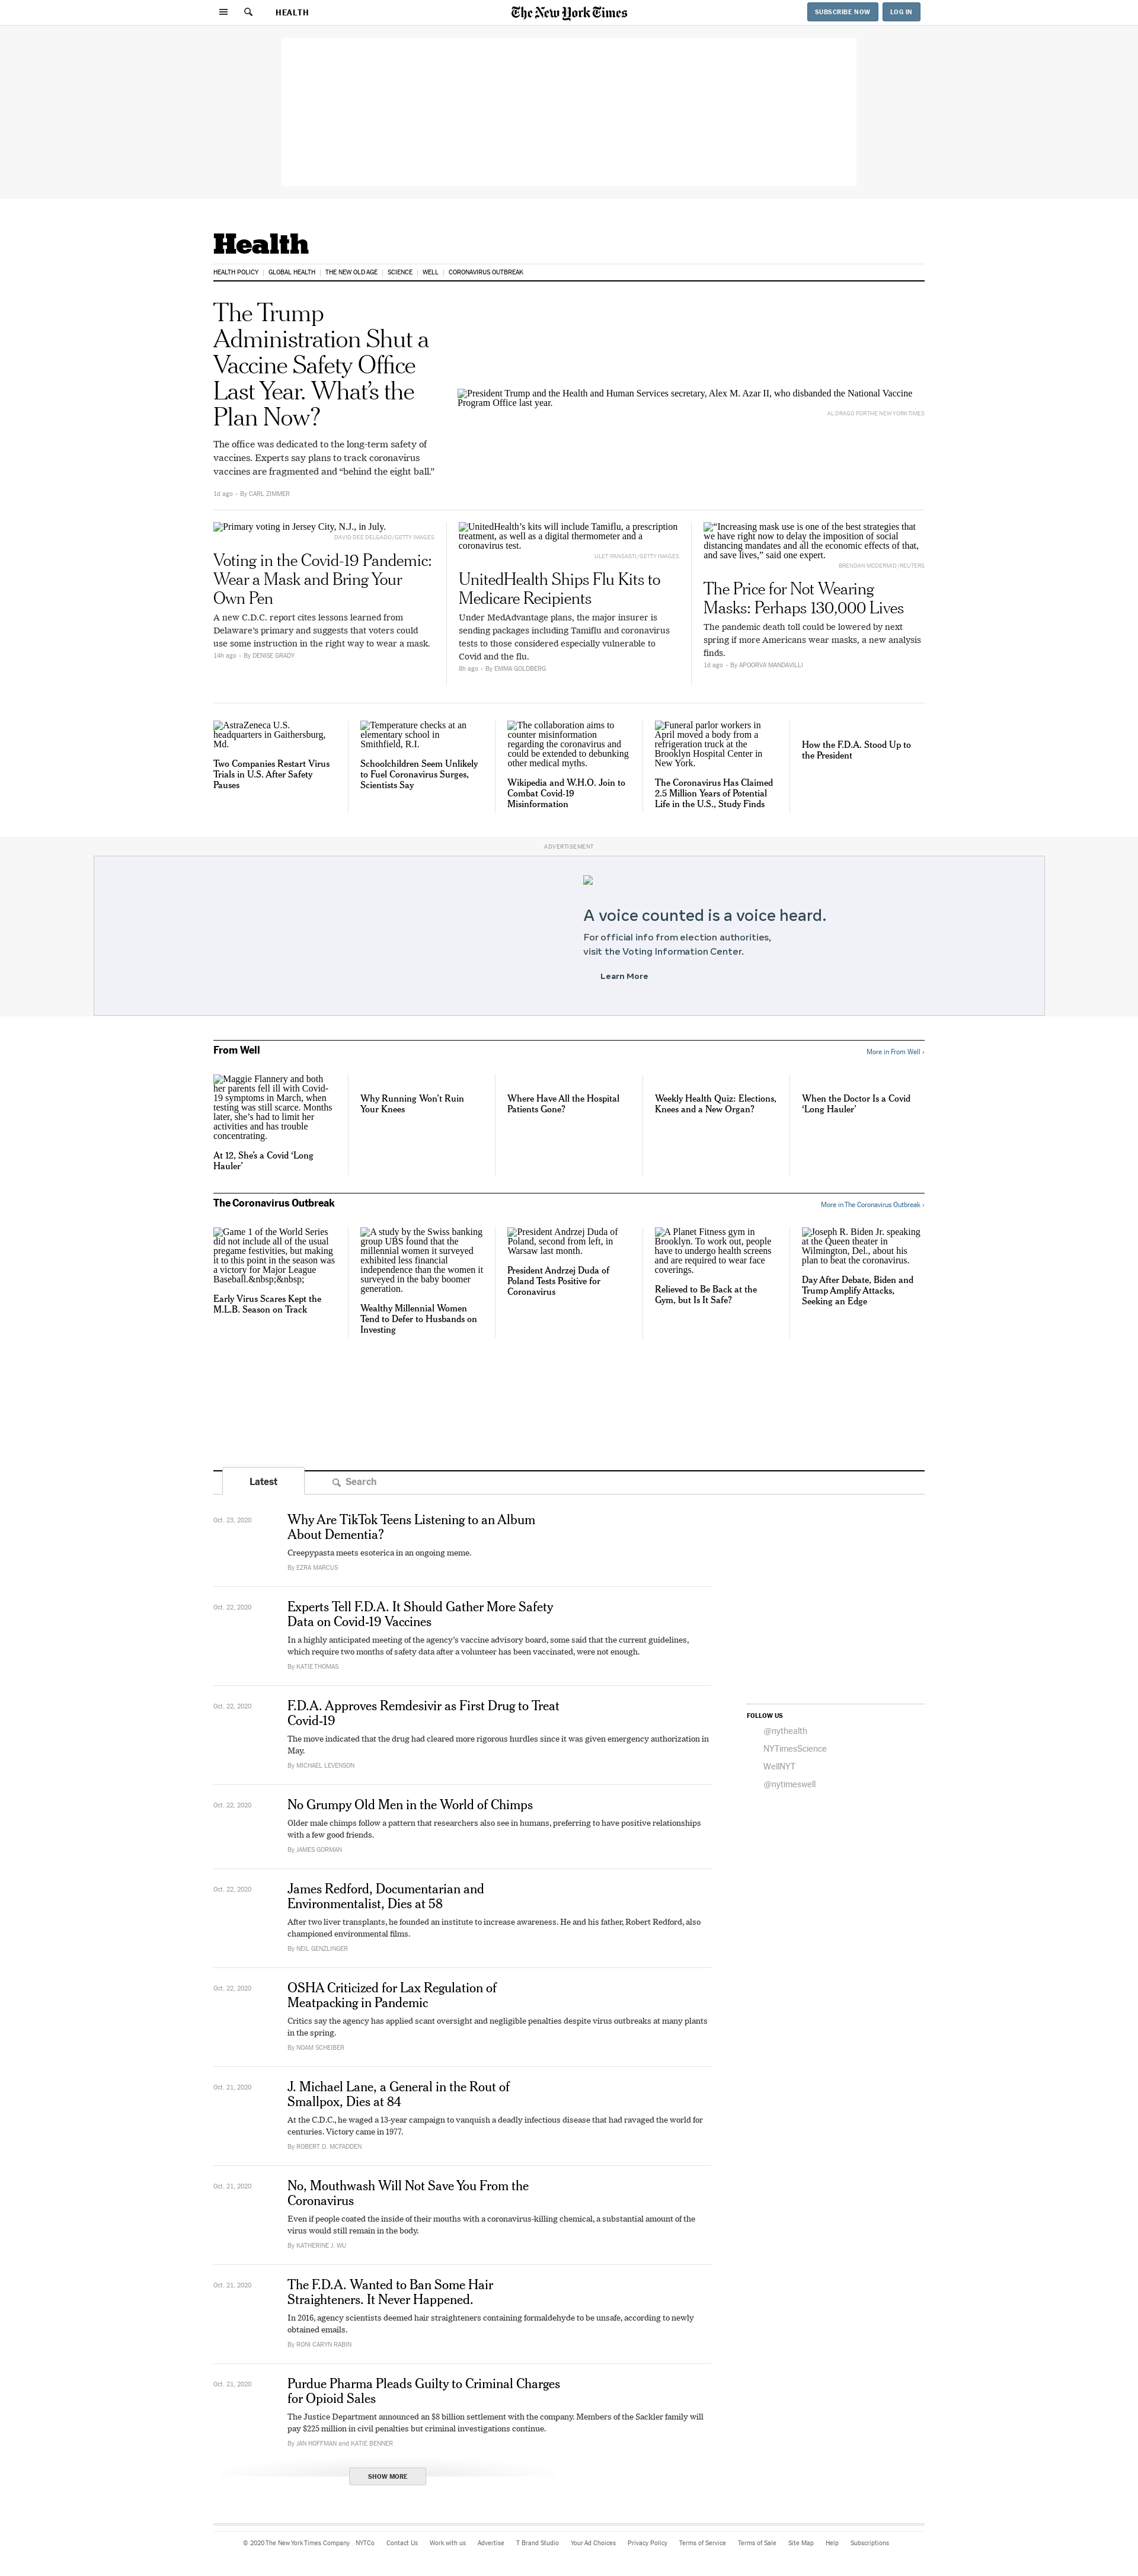 HEALTH
The New York Times
SUBSCRIBE NOW
LOG IN
Health
HEALTH POLICY
GLOBAL HEALTH
THE NEW OLD AGE
SCIENCE
WELL
CORONAVIRUS OUTBREAK
The Trump
Administration Shut a
Vaccine Safety Office
Last Year. What's the
Plan Now?
The office was dedicated to the long-term safety of
vaccines. Experts say plans to track coronavirus
vaccines are fragmented and “behind the eight ball.”
1d ago • By CARL ZIMMER
President Trump and the Health and Human Services secretary, Alex M. Azar II, who disbanded the National Vaccine
Program Office last year.
AL DRAGO FOR THE NEW YORK TIMES
Primary voting in Jersey City, N.J., in July.
DAVID DEE DELGADO/GETTY IMAGES
Voting in the Covid-19 Pandemic:
Wear a Mask and Bring Your
Own Pen
A new C.D.C. report cites lessons learned from
Delaware’s primary and suggests that voters could
use some instruction in the right way to wear a mask.
14h ago • By DENISE GRADY
UnitedHealth’s kits will include Tamiflu, a prescription
treatment, as well as a digital thermometer and a
coronavirus test.
ULET IFANSASTI/GETTY IMAGES
UnitedHealth Ships Flu Kits to
Medicare Recipients
Under MedAdvantage plans, the major insurer is
sending packages including Tamiflu and coronavirus
tests to those considered especially vulnerable to
Covid and the flu.
8h ago • By EMMA GOLDBERG
“Increasing mask use is one of the best strategies that
we have right now to delay the imposition of social
distancing mandates and all the economic effects of that,
and save lives,” said one expert.
BRENDAN MCDERMID/REUTERS
The Price for Not Wearing
Masks: Perhaps 130,000 Lives
The pandemic death toll could be lowered by next
spring if more Americans wear masks, a new analysis
finds.
1d ago • By APOORVA MANDAVILLI
AstraZeneca U.S.
headquarters in Gaithersburg,
Md.
Two Companies Restart Virus
Trials in U.S. After Safety
Pauses
Temperature checks at an
elementary school in
Smithfield, R.I.
Schoolchildren Seem Unlikely
to Fuel Coronavirus Surges,
Scientists Say
The collaboration aims to
counter misinformation
regarding the coronavirus and
could be extended to debunking
other medical myths.
Wikipedia and W.H.O. Join to
Combat Covid-19
Misinformation
Funeral parlor workers in
April moved a body from a
refrigeration truck at the
Brooklyn Hospital Center in
New York.
The Coronavirus Has Claimed
2.5 Million Years of Potential
Life in the U.S., Study Finds
How the F.D.A. Stood Up to
the President
ADVERTISEMENT
A voice counted is a voice heard.
For official info from election authorities,
visit the Voting Information Center.
Learn More
From Well
More in From Well ›
Maggie Flannery and both
her parents fell ill with Covid-
19 symptoms in March, when
testing was still scarce. Months
later, she’s had to limit her
activities and has trouble
concentrating.
At 12, She’s a Covid ‘Long
Hauler’
Why Running Won’t Ruin
Your Knees
Where Have All the Hospital
Patients Gone?
Weekly Health Quiz: Elections,
Knees and a New Organ?
When the Doctor Is a Covid
‘Long Hauler’
The Coronavirus Outbreak
More in The Coronavirus Outbreak ›
Game 1 of the World Series
did not include all of the usual
pregame festivities, but making
it to this point in the season was
a victory for Major League
Baseball.&nbsp;&nbsp;
Early Virus Scares Kept the
M.L.B. Season on Track
A study by the Swiss banking
group UBS found that the
millennial women it surveyed
exhibited less financial
independence than the women it
surveyed in the baby boomer
generation.
Wealthy Millennial Women
Tend to Defer to Husbands on
Investing
President Andrzej Duda of
Poland, second from left, in
Warsaw last month.
President Andrzej Duda of
Poland Tests Positive for
Coronavirus
A Planet Fitness gym in
Brooklyn. To work out, people
have to undergo health screens
and are required to wear face
coverings.
Relieved to Be Back at the
Gym, but Is It Safe?
Joseph R. Biden Jr. speaking
at the Queen theater in
Wilmington, Del., about his
plan to beat the coronavirus.
Day After Debate, Biden and
Trump Amplify Attacks,
Seeking an Edge
Latest
Search
Oct. 23, 2020
Why Are TikTok Teens Listening to an Album
About Dementia?
Creepypasta meets esoterica in an ongoing meme.
By EZRA MARCUS
Oct. 22, 2020
Experts Tell F.D.A. It Should Gather More Safety
Data on Covid-19 Vaccines
In a highly anticipated meeting of the agency’s vaccine advisory board, some said that the current guidelines,
which require two months of safety data after a volunteer has been vaccinated, were not enough.
By KATIE THOMAS
Oct. 22, 2020
F.D.A. Approves Remdesivir as First Drug to Treat
Covid-19
The move indicated that the drug had cleared more rigorous hurdles since it was given emergency authorization in
May.
By MICHAEL LEVENSON
Oct. 22, 2020
No Grumpy Old Men in the World of Chimps
Older male chimps follow a pattern that researchers also see in humans, preferring to have positive relationships
with a few good friends.
By JAMES GORMAN
Oct. 22, 2020
James Redford, Documentarian and
Environmentalist, Dies at 58
After two liver transplants, he founded an institute to increase awareness. He and his father, Robert Redford, also
championed environmental films.
By NEIL GENZLINGER
Oct. 22, 2020
OSHA Criticized for Lax Regulation of
Meatpacking in Pandemic
Critics say the agency has applied scant oversight and negligible penalties despite virus outbreaks at many plants
in the spring.
By NOAM SCHEIBER
Oct. 21, 2020
J. Michael Lane, a General in the Rout of
Smallpox, Dies at 84
At the C.D.C., he waged a 13-year campaign to vanquish a deadly infectious disease that had ravaged the world for
centuries. Victory came in 1977.
By ROBERT D. MCFADDEN
Oct. 21, 2020
No, Mouthwash Will Not Save You From the
Coronavirus
Even if people coated the inside of their mouths with a coronavirus-killing chemical, a substantial amount of the
virus would still remain in the body.
By KATHERINE J. WU
Oct. 21, 2020
The F.D.A. Wanted to Ban Some Hair
Straighteners. It Never Happened.
In 2016, agency scientists deemed hair straighteners containing formaldehyde to be unsafe, according to newly
obtained emails.
By RONI CARYN RABIN
Oct. 21, 2020
Purdue Pharma Pleads Guilty to Criminal Charges
for Opioid Sales
The Justice Department announced an $8 billion settlement with the company. Members of the Sackler family will
pay $225 million in civil penalties but criminal investigations continue.
By JAN HOFFMAN and KATIE BENNER
SHOW MORE
FOLLOW US
@nythealth
NYTimesScience
WellNYT
@nytimeswell
© 2020 The New York Times Company
NYTCo
Contact Us
Work with us
Advertise
T Brand Studio
Your Ad Choices
Privacy Policy
Terms of Service
Terms of Sale
Site Map
Help
Subscriptions